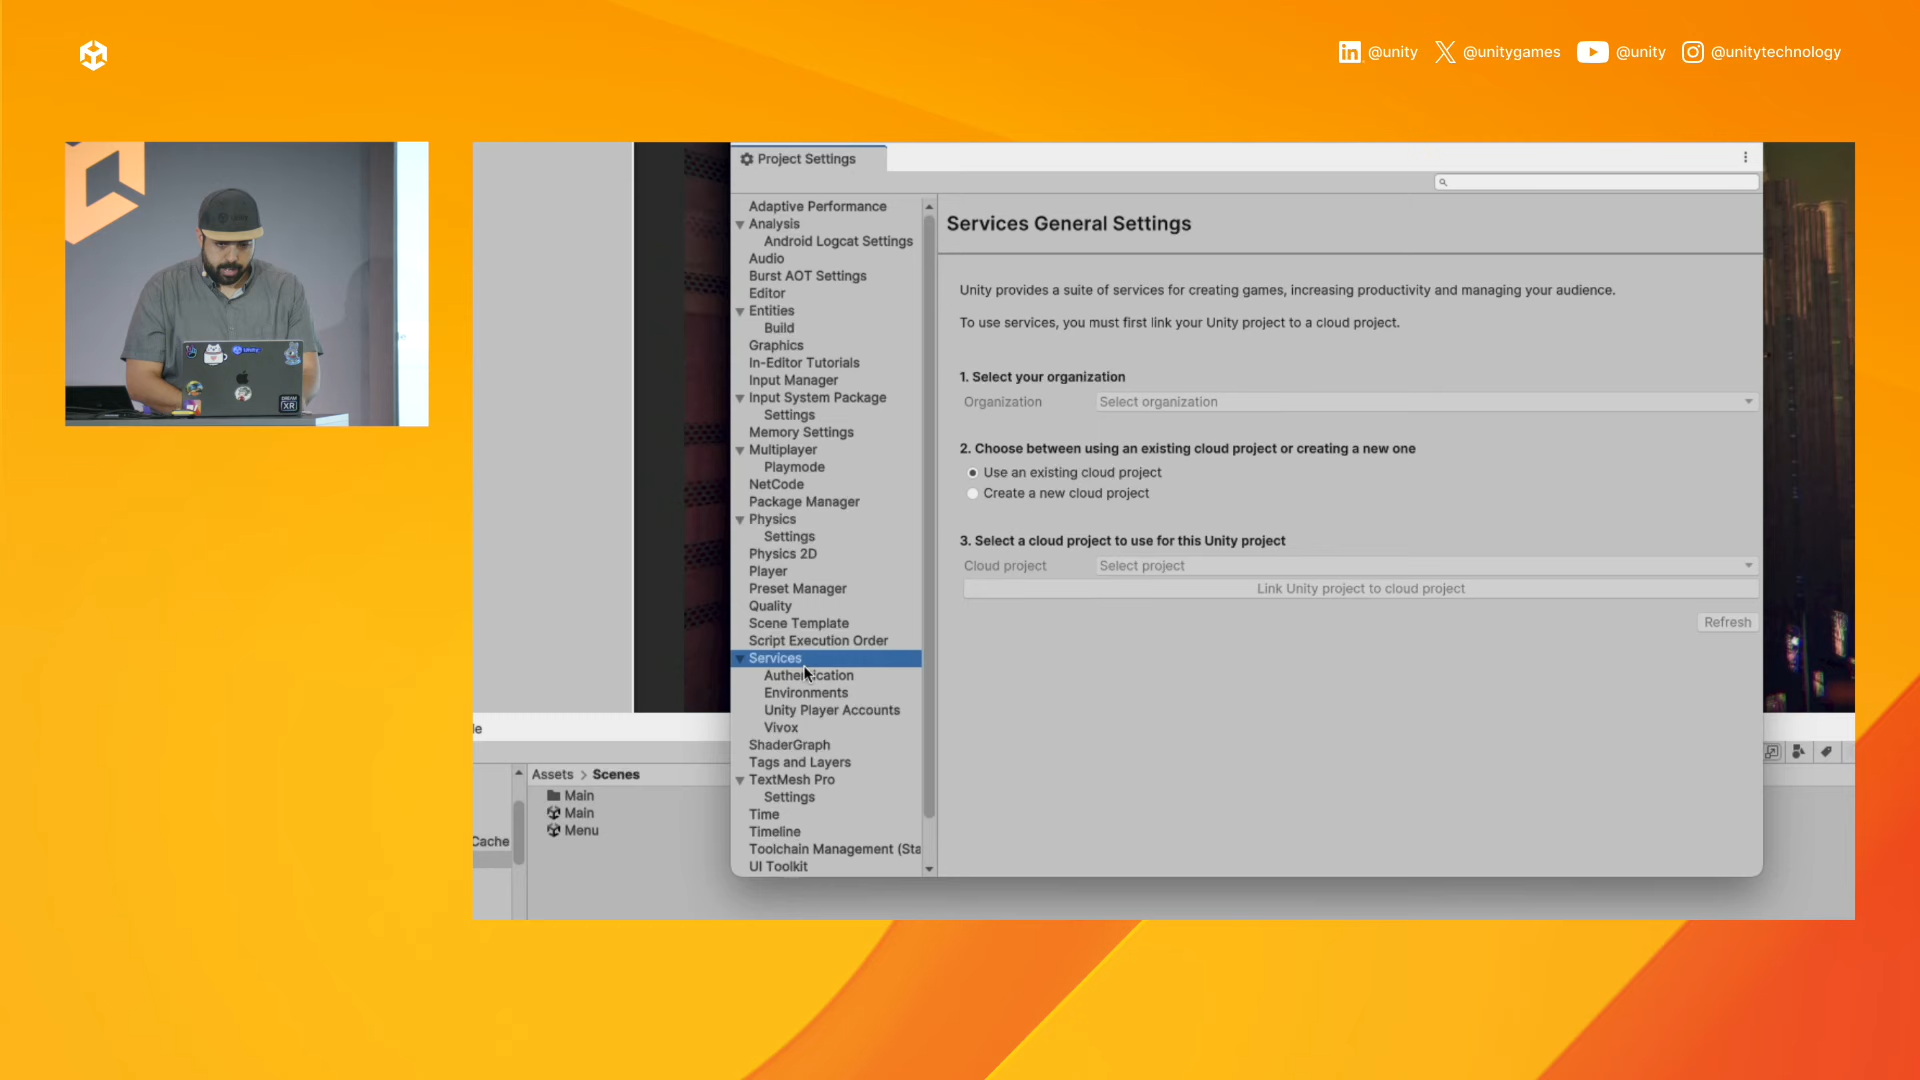 @unity @unitygames @unity @unitytechnology
unity
unity
DREAM
XR
Project Settings
Adaptive Performance
Analysis
Android Logcat Settings
Audio
Burst AOT Settings
Editor
Entities
Build
Graphics
In-Editor Tutorials
Input Manager
Input System Package
Settings
Memory Settings
Multiplayer
Playmode
NetCode
Package Manager
Physics
Settings
Physics 2D
Player
Preset Manager
Quality
Scene Template
Script Execution Order
Services
Authentication
Environments
Unity Player Accounts
Vivox
ShaderGraph
Tags and Layers
TextMesh Pro
Settings
Time
Timeline
Toolchain Management (Sta
UI Toolkit
Services General Settings
Unity provides a suite of services for creating games, increasing productivity and managing your audience.
To use services, you must first link your Unity project to a cloud project.
1. Select your organization
Organization Select organization
2. Choose between using an existing cloud project or creating a new one
Use an existing cloud project
Create a new cloud project
3. Select a cloud project to use for this Unity project
Cloud project Select project
Link Unity project to cloud project
Refresh
le
Assets > Scenes
Main
Main
Menu
Cache